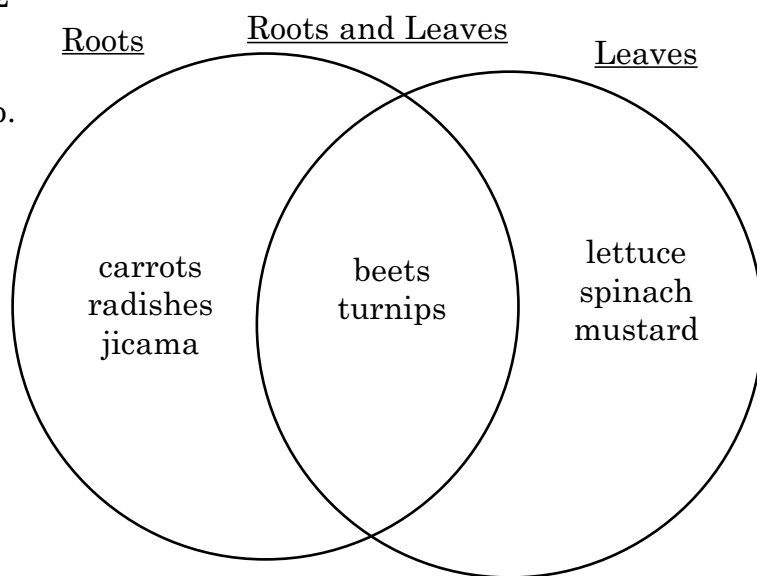 Roots
Roots and Leaves
Leaves
carrots
radishes
jicama
beets
turnips
lettuce
spinach
mustard